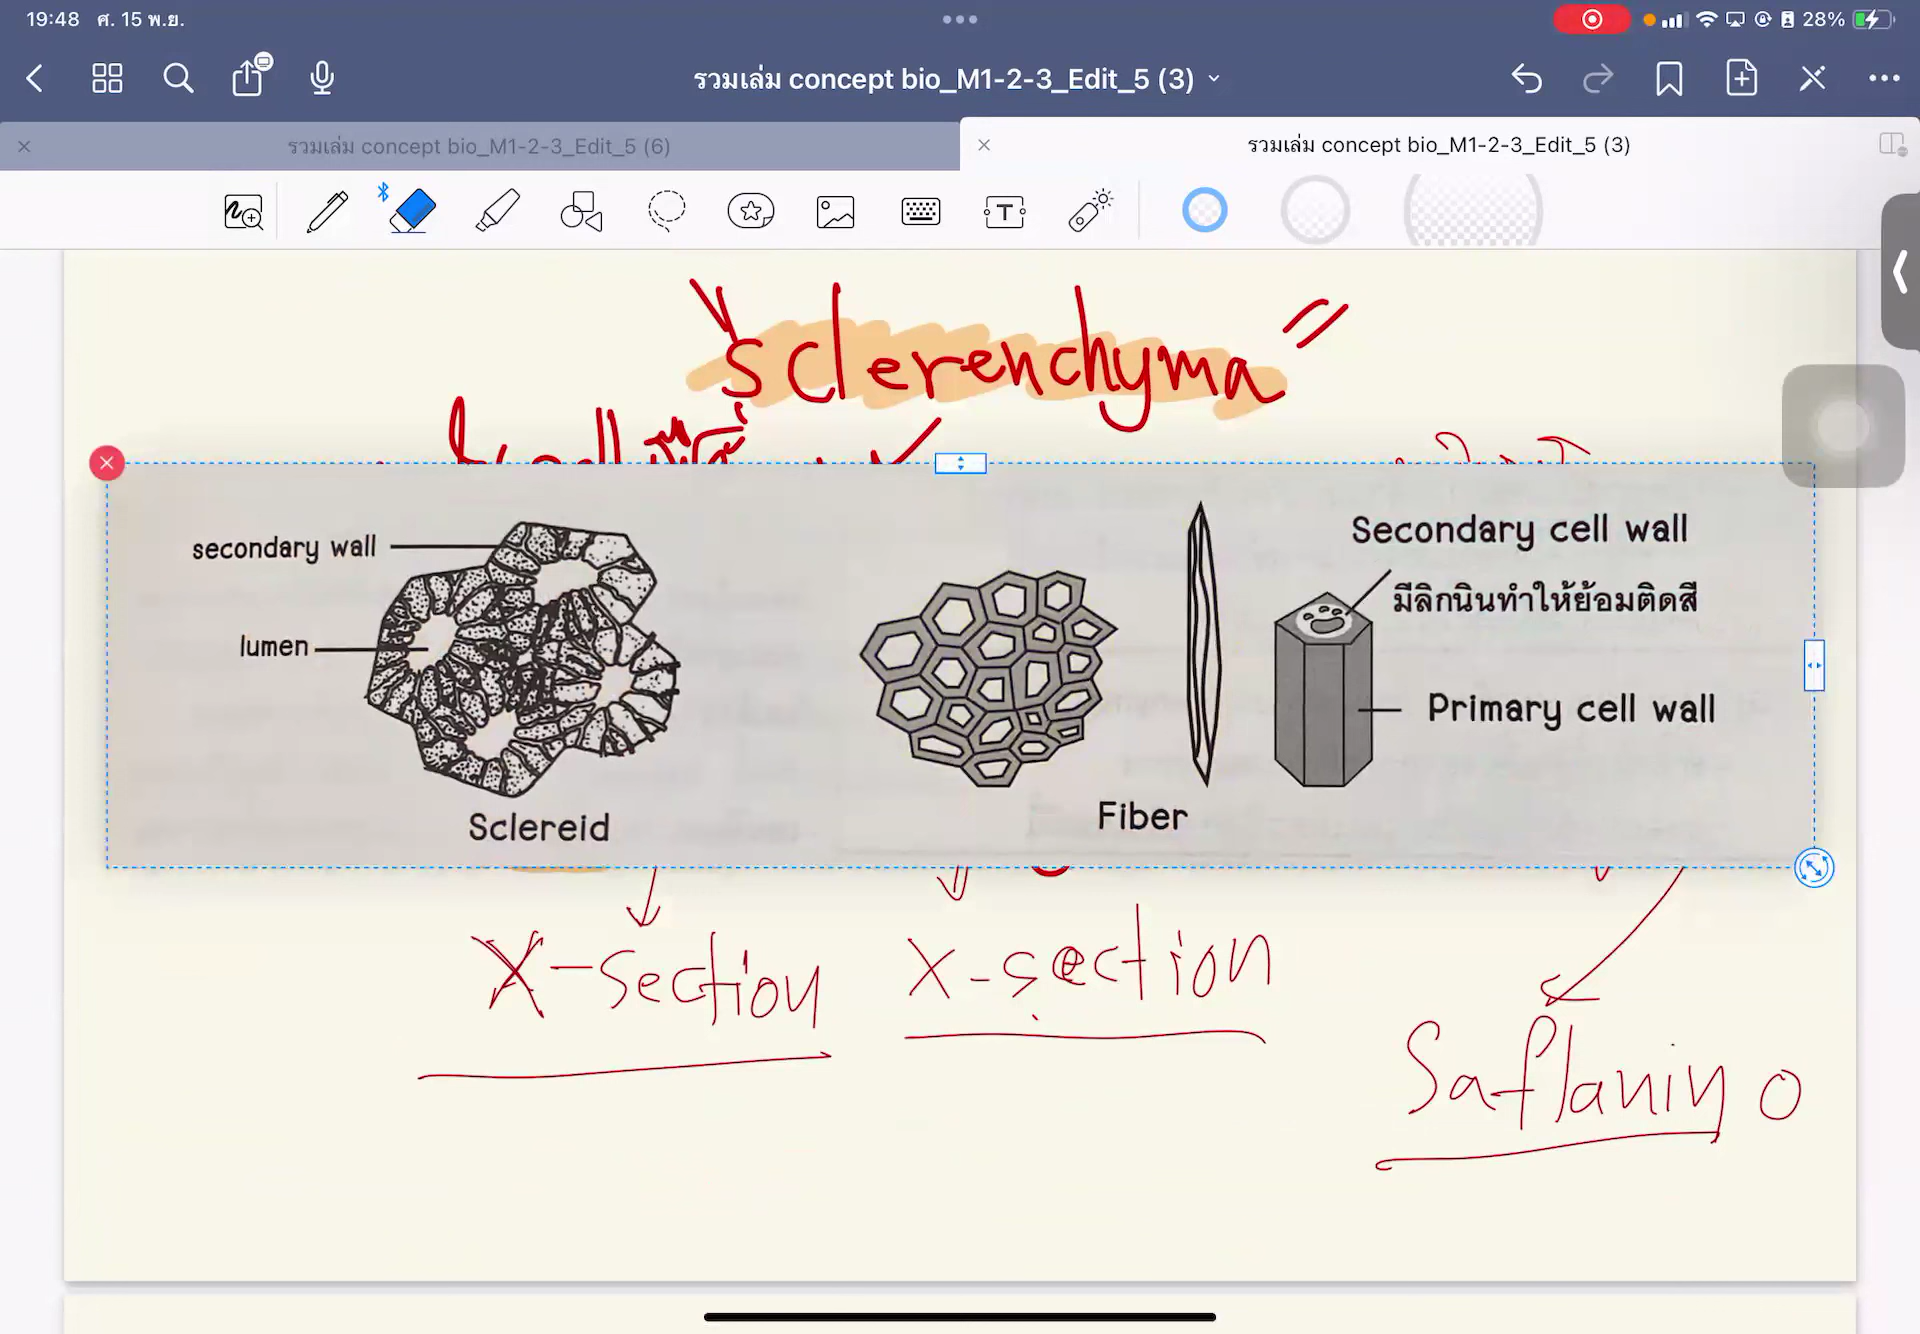 19:48 ศ. 15 พ.ย.
28%
รวมเล่ม concept bio_M1-2-3_Edit_5 (3)
รวมเล่ม concept bio_M1-2-3_Edit_5 (6)
รวมเล่ม concept bio_M1-2-3_Edit_5 (3)
sclerenchyma
secondary wall
lumen
Sclereid
Fiber
Secondary cell wall
มีลิกนินทำให้ย้อมติดสี
Primary cell wall
X-section
X-section
Saflanin O